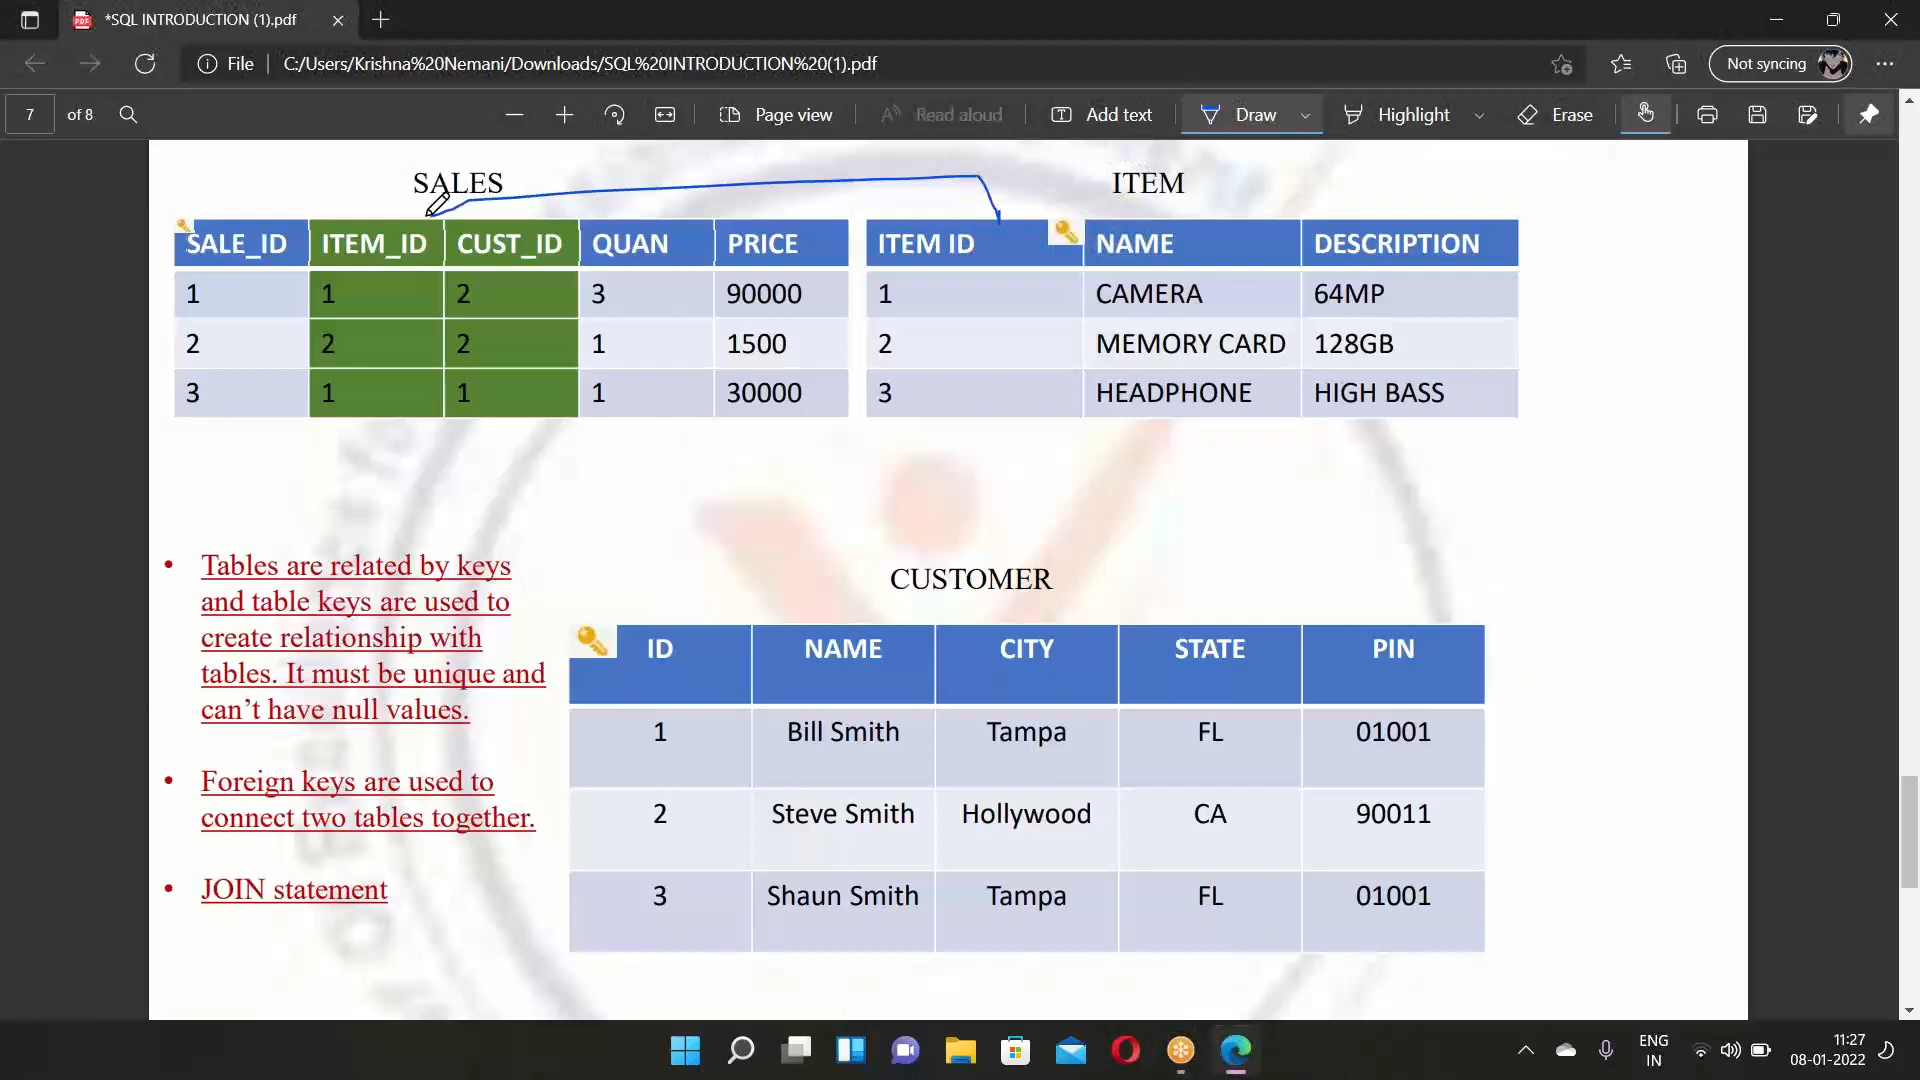 *SQL INTRODUCTION (1).pdf
File C:/Users/Krishna%20Nemani/Downloads/SQL%20INTRODUCTION%20(1).pdf Not syncing
7 of 8 Page view Read aloud Add text Draw Highlight Erase
SALES ITEM
SALE_ID ITEM_ID CUST_ID QUAN PRICE ITEM ID NAME DESCRIPTION
1 1 2 3 90000 1 CAMERA 64MP
2 2 2 1 1500 2 MEMORY CARD 128GB
3 1 1 1 30000 3 HEADPHONE HIGH BASS
• Tables are related by keys
and table keys are used to
create relationship with
tables. It must be unique and
can't have null values.
• Foreign keys are used to
connect two tables together.
• JOIN statement
CUSTOMER
ID NAME CITY STATE PIN
1 Bill Smith Tampa FL 01001
2 Steve Smith Hollywood CA 90011
3 Shaun Smith Tampa FL 01001
ENG
IN
11:27
08-01-2022